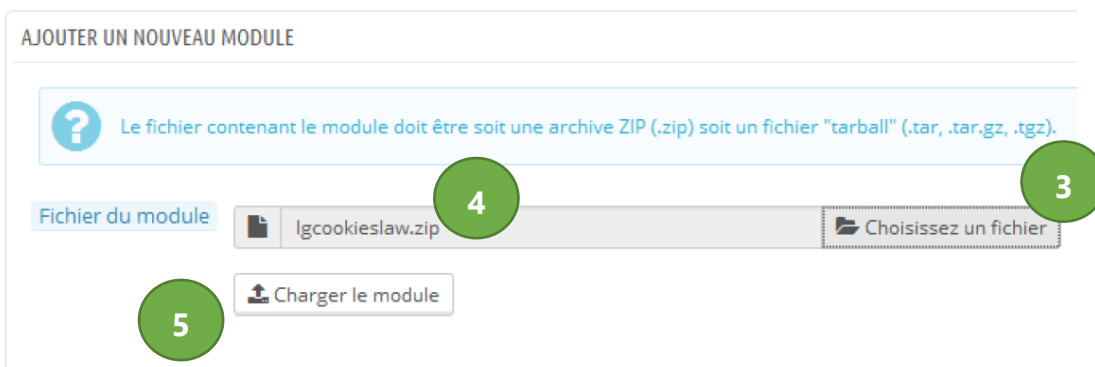 AJOUTER UN NOUVEAU MODULE
Le fichier contenant le module doit être soit une archive ZIP (.zip) soit un fichier "tarball" (.tar, .tar.gz, .tgz).
3
4
Fichier du module
lgcookieslaw.zip
Choisissez un fichier
Charger le module
5